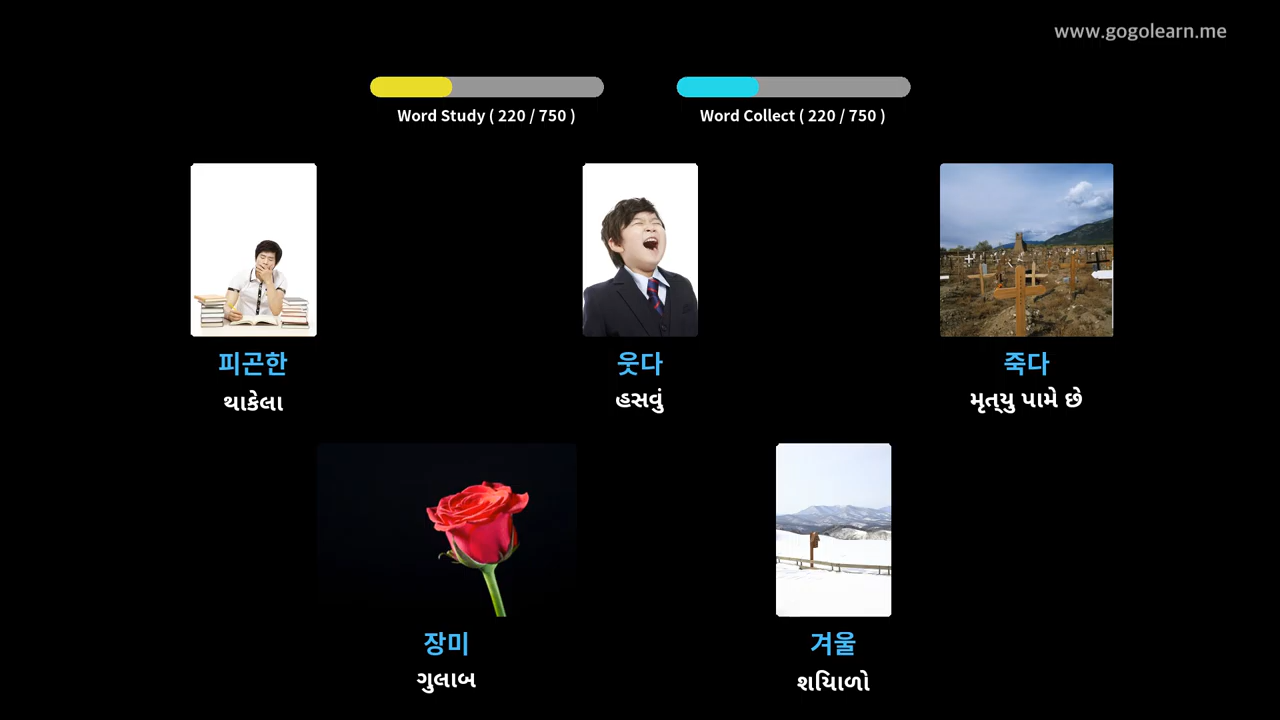 www.gogolearn.me
Word Study ( 220 / 750 )
Word Collect ( 220 / 750 )
피곤한
થાકેલા
웃다
હસવું
죽다
મૃત્યુ પામે છે
장미
ગુલાબ
겨울
શિયાળો